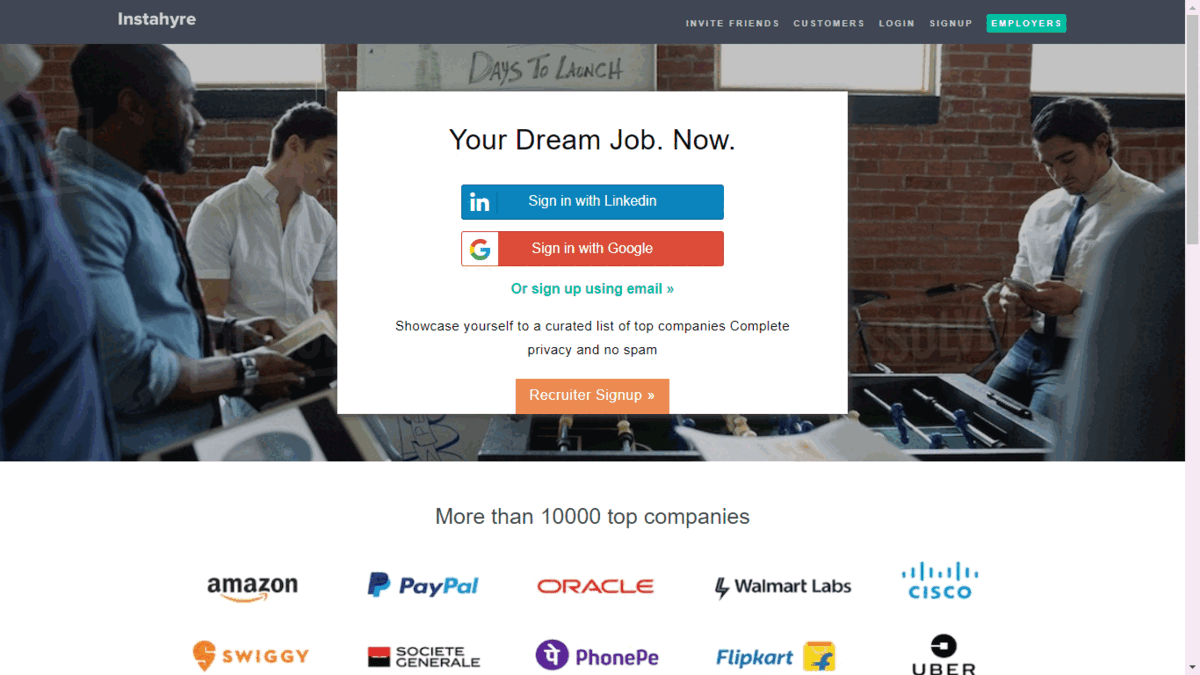 Instahyre
INVITE FRIENDS CUSTOMERS LOGIN SIGNUP EMPLOYERS
DAYS TO LAUNCH
Your Dream Job. Now.
in Sign in with Linkedin
G Sign in with Google
Or sign up using email »
Showcase yourself to a curated list of top companies Complete
privacy and no spam
Recruiter Signup »
More than 10000 top companies
amazon PayPal ORACLE Walmart Labs CISCO
SWIGGY SOCIETE GENERALE PhonePe Flipkart UBER